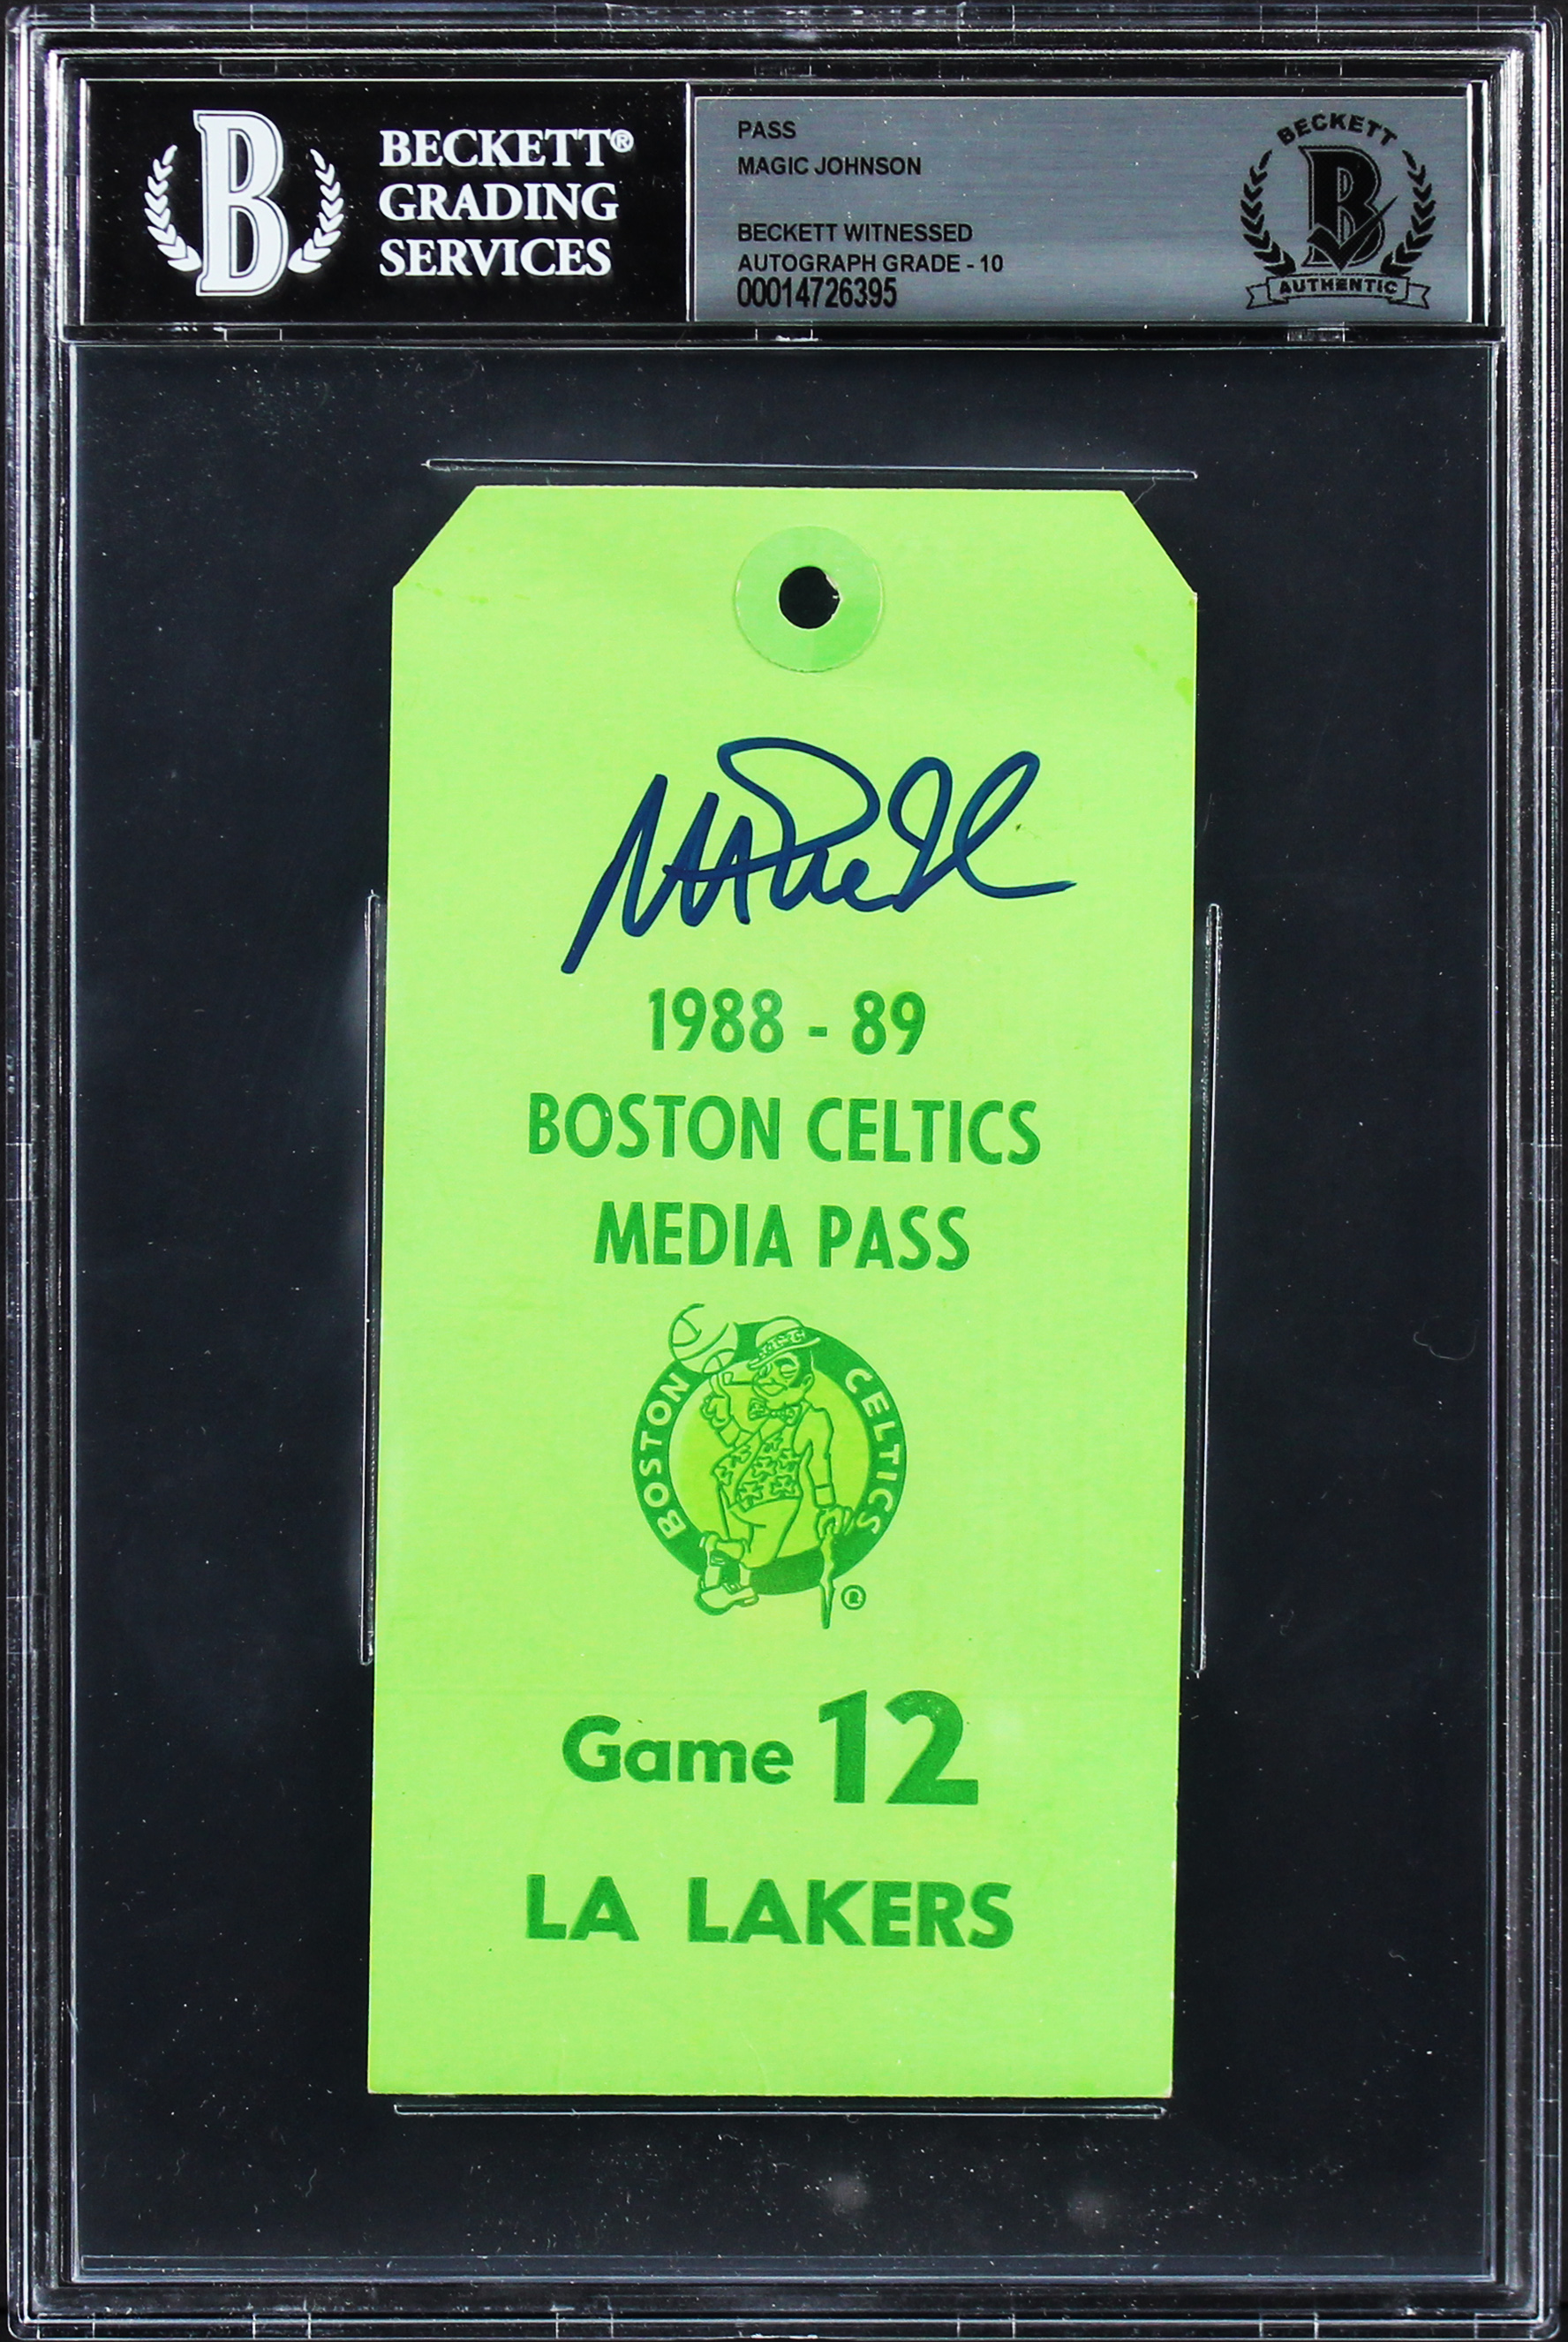 BECKETT®
GRADING
SERVICES
B
PASS
MAGIC JOHNSON
BECKETT WITNESSED
AUTOGRAPH GRADE - 10
00014726395
BECKETT
B
AUTHENTIC
1988 - 89
BOSTON CELTICS
MEDIA PASS
BOSTON CELTICS
®
Game 12
LA LAKERS